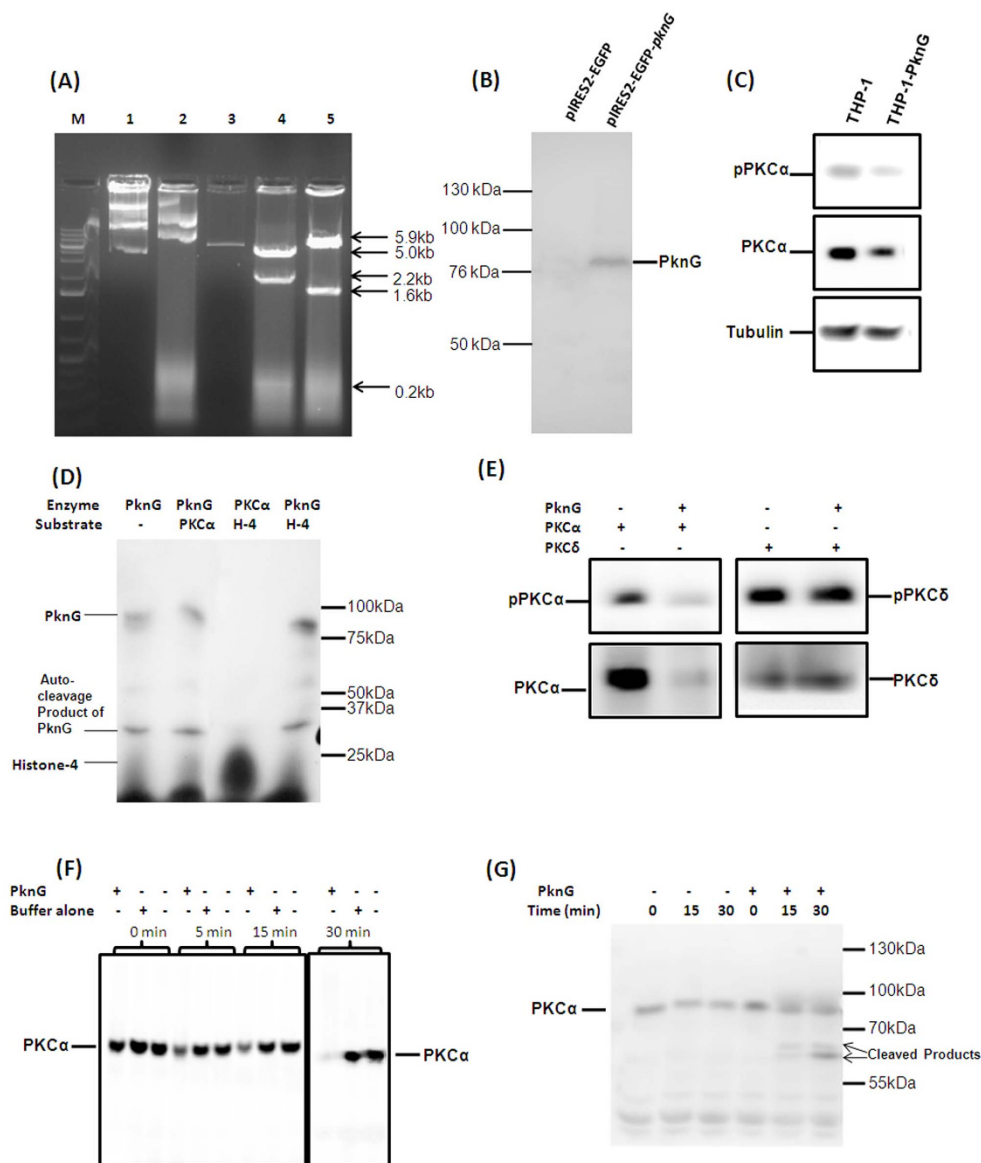 (A)
M 1 2 3 4 5
5.9kb
5.0kb
2.2kb
1.6kb
0.2kb
(B)
pIRES2-EGFP
pIRES2-EGFP-pknG
130 kDa
100 kDa
76 kDa
50 kDa
PknG
(C)
THP-1
THP-1-PknG
pPKCα
PKCα
Tubulin
(D)
Enzyme PknG PknG PKCα PknG
Substrate - PKCα H-4 H-4
PknG
Auto-
cleavage
Product of
PknG
Histone-4
100kDa
75kDa
50kDa
37kDa
25kDa
(E)
PknG - + - +
PKCα + + - -
PKCδ - - + +
pPKCα
PKCα
pPKCδ
PKCδ
(F)
PknG + - - + - - + - - + - -
Buffer alone - + - - + - - + - - + -
0 min 5 min 15 min 30 min
PKCα
PKCα
(G)
PknG - - - + + +
Time (min) 0 15 30 0 15 30
PKCα
130kDa
100kDa
70kDa
Cleaved Products
55kDa